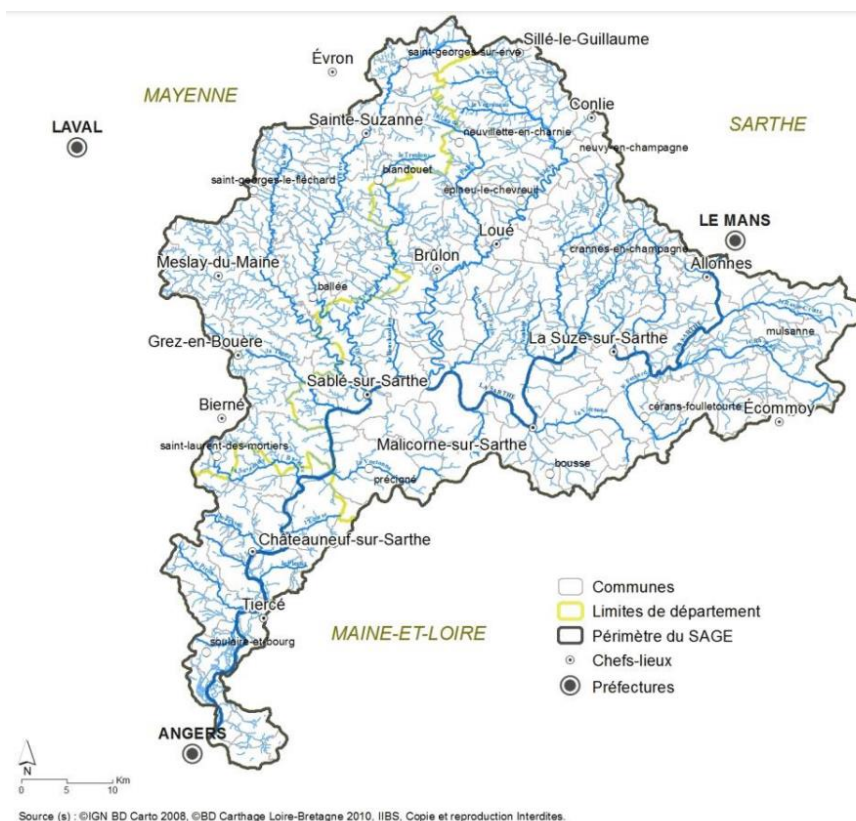 Sillé-le-Guillaume
saint-georges-sur-erve
Évron
MAYENNE
Conlie
SARTHE
LAVAL
Sainte-Suzanne
neuvillette-en-charnie
neuvy-en-champagne
blandouet
saint-georges-le-fléchard
épineu-le-chevreuil
LE MANS
Loué
crannes-en-champagne
Brûlon
Meslay-du-Maine
Allonnes
ballée
mulsanne
La Suze-sur-Sarthe
Grez-en-Bouère
Sablé-sur-Sarthe
LA SARTHE
cérans-foulletourte
Bierné
Écommoy
Malicorne-sur-Sarthe
saint-laurent-des-mortiers
bousse
précigné
Châteauneuf-sur-Sarthe
Communes
Tiercé
Limites de département
MAINE-ET-LOIRE
Périmètre du SAGE
soulaire-et-bourg
Chefs-lieux
Préfectures
ANGERS
N
Km
0 5 10
Source (s) : ©IGN BD Carto 2008, ©BD Carthage Loire-Bretagne 2010, IIBS, Copie et reproduction Interdites.